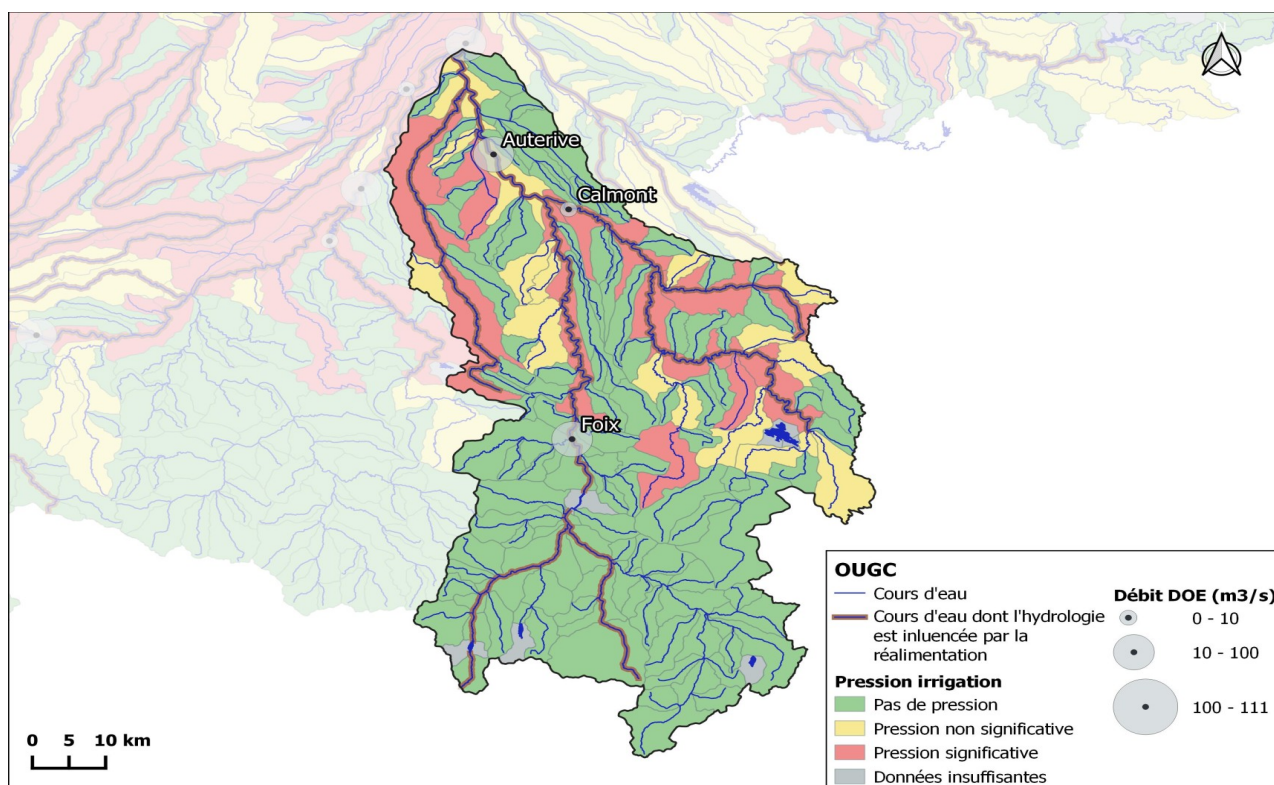 Auterive
Calmont
Foix
0 5 10 km
OUGC
Cours d'eau
Cours d'eau dont l'hydrologie
est inluencée par la
réalimentation
Pression irrigation
Pas de pression
Pression non significative
Pression significative
Données insuffisantes
Débit DOE (m3/s)
0 - 10
10 - 100
100 - 111